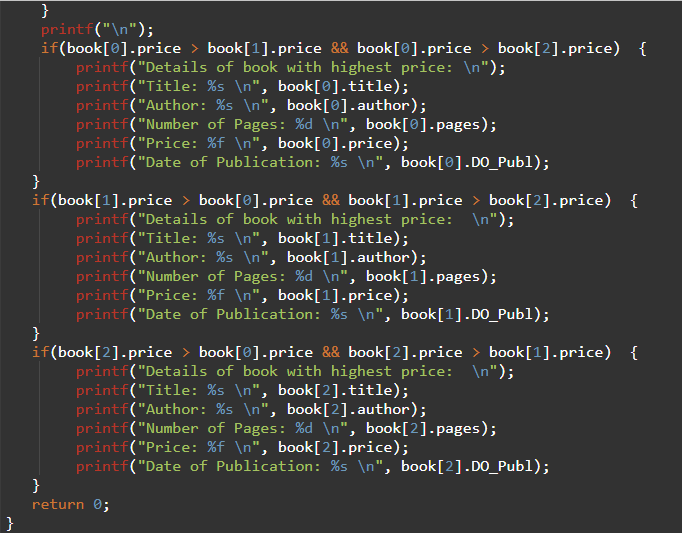 }
printf("\n");
if(book[0].price > book[1].price && book[0].price > book[2].price)  {
printf("Details of book with highest price: \n");
printf("Title: %s \n", book[0].title);
printf("Author: %s \n", book[0].author);
printf("Number of Pages: %d \n", book[0].pages);
printf("Price: %f \n", book[0].price);
printf("Date of Publication: %s \n", book[0].DO_Publ);
}
if(book[1].price > book[0].price && book[1].price > book[2].price)  {
printf("Details of book with highest price:  \n");
printf("Title: %s \n", book[1].title);
printf("Author: %s \n", book[1].author);
printf("Number of Pages: %d \n", book[1].pages);
printf("Price: %f \n", book[1].price);
printf("Date of Publication: %s \n", book[1].DO_Publ);
}
if(book[2].price > book[0].price && book[2].price > book[1].price)  {
printf("Details of book with highest price:  \n");
printf("Title: %s \n", book[2].title);
printf("Author: %s \n", book[2].author);
printf("Number of Pages: %d \n", book[2].pages);
printf("Price: %f \n", book[2].price);
printf("Date of Publication: %s \n", book[2].DO_Publ);
}
return 0;
}